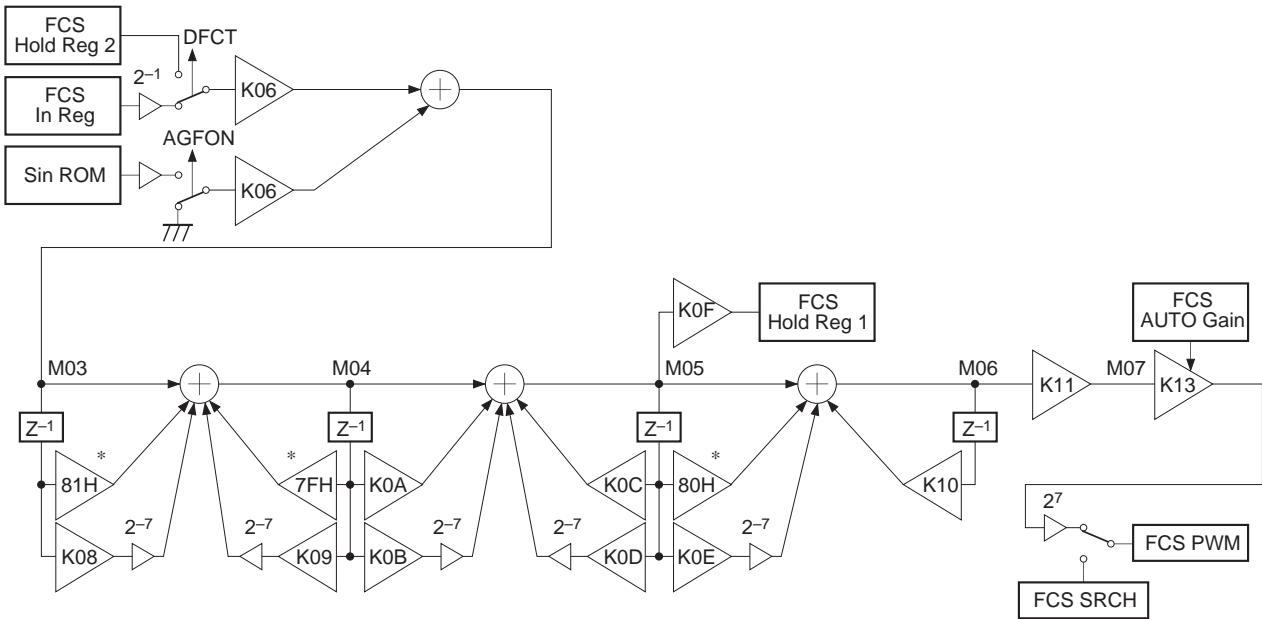 FCS
Hold Reg 2
DFCT
2–1
K06
FCS
In Reg
AGFON
Sin ROM
K06
K0F
FCS
Hold Reg 1
FCS
AUTO Gain
M03
M04
M05
M06
K11
M07
K13
Z–1
Z–1
Z–1
Z–1
*
*
*
81H
7FH
K0A
K0C
80H
K10
2–7
2–7
2–7
2–7
2–7
K08
K09
K0B
K0D
K0E
27
FCS PWM
FCS SRCH